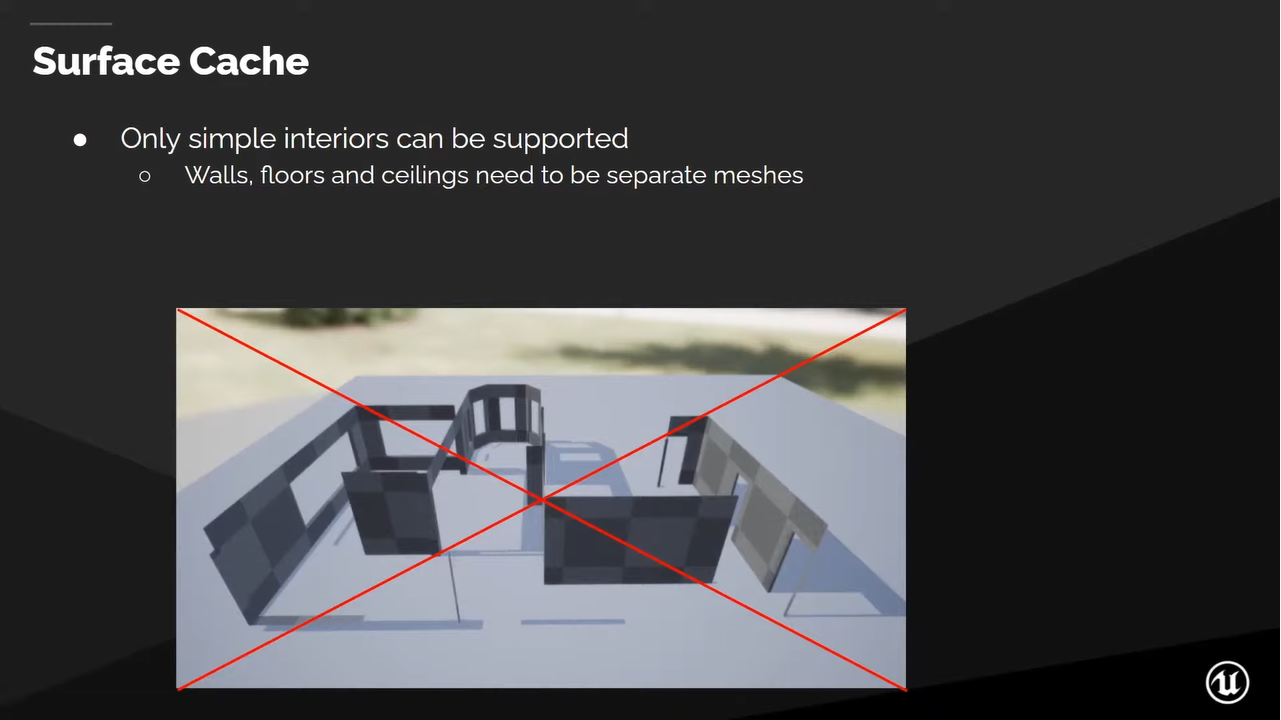 Surface Cache
● Only simple interiors can be supported
○ Walls, floors and ceilings need to be separate meshes